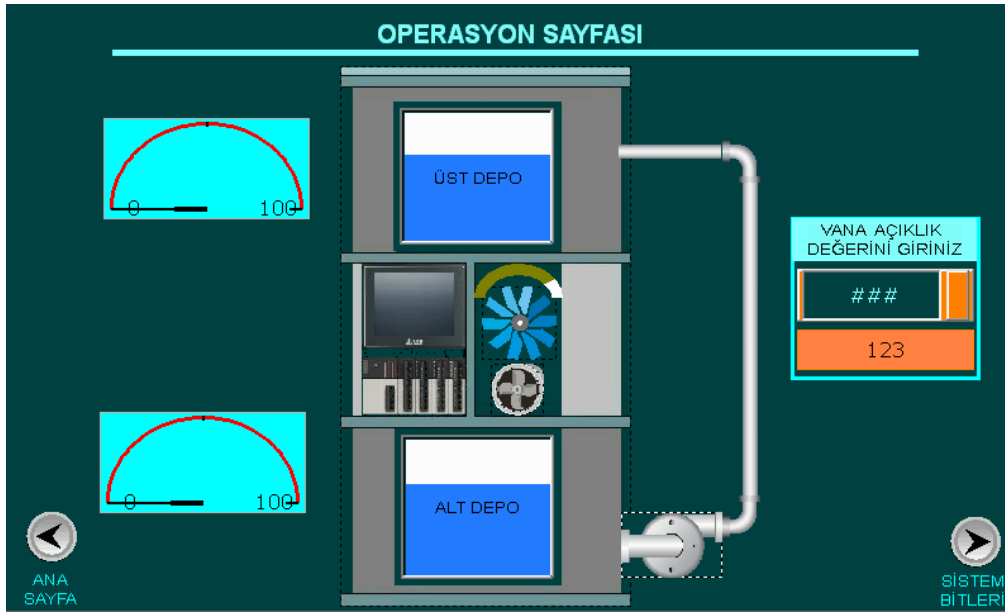 OPERASYON SAYFASI
0 100
ÜST DEPO
VANA AÇIKLIK
DEĞERİNİ GİRİNİZ
###
123
0 100
ALT DEPO
ANA
SAYFA
SİSTEM
BİTLERİ